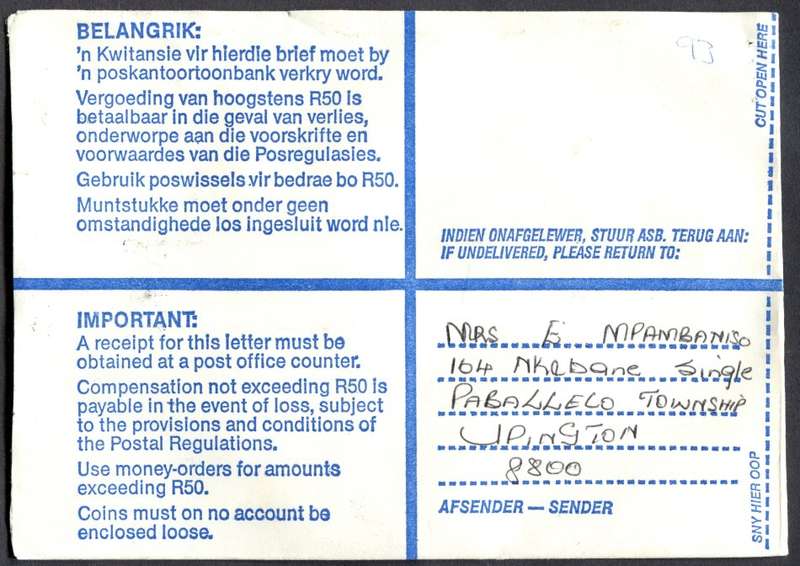 BELANGRIK:
'n Kwitansie vir hierdie brief moet by
'n poskantoortoonbank verkry word.
Vergoeding van hoogstens R50 is
betaalbaar in die geval van verlies,
onderworpe aan die voorskrifte en
voorwaardes van die Posregulasies.
Gebruik poswissels vir bedrae bo R50.
Muntstukke moet onder geen
omstandighede los ingesluit word nie.
93
CUT OPEN HERE
INDIEN ONAFGELEWER, STUUR ASB. TERUG AAN:
IF UNDELIVERED, PLEASE RETURN TO:
IMPORTANT:
A receipt for this letter must be
obtained at a post office counter.
Compensation not exceeding R50 is
payable in the event of loss, subject
to the provisions and conditions of
the Postal Regulations.
Use money-orders for amounts
exceeding R50.
Coins must on no account be
enclosed loose.
MRS E MPAMBANISO
164 Nkebane Single
PABALLELO TOWNSHIP
UPINGTON
8800
AFSENDER — SENDER
SNY HIER OOP